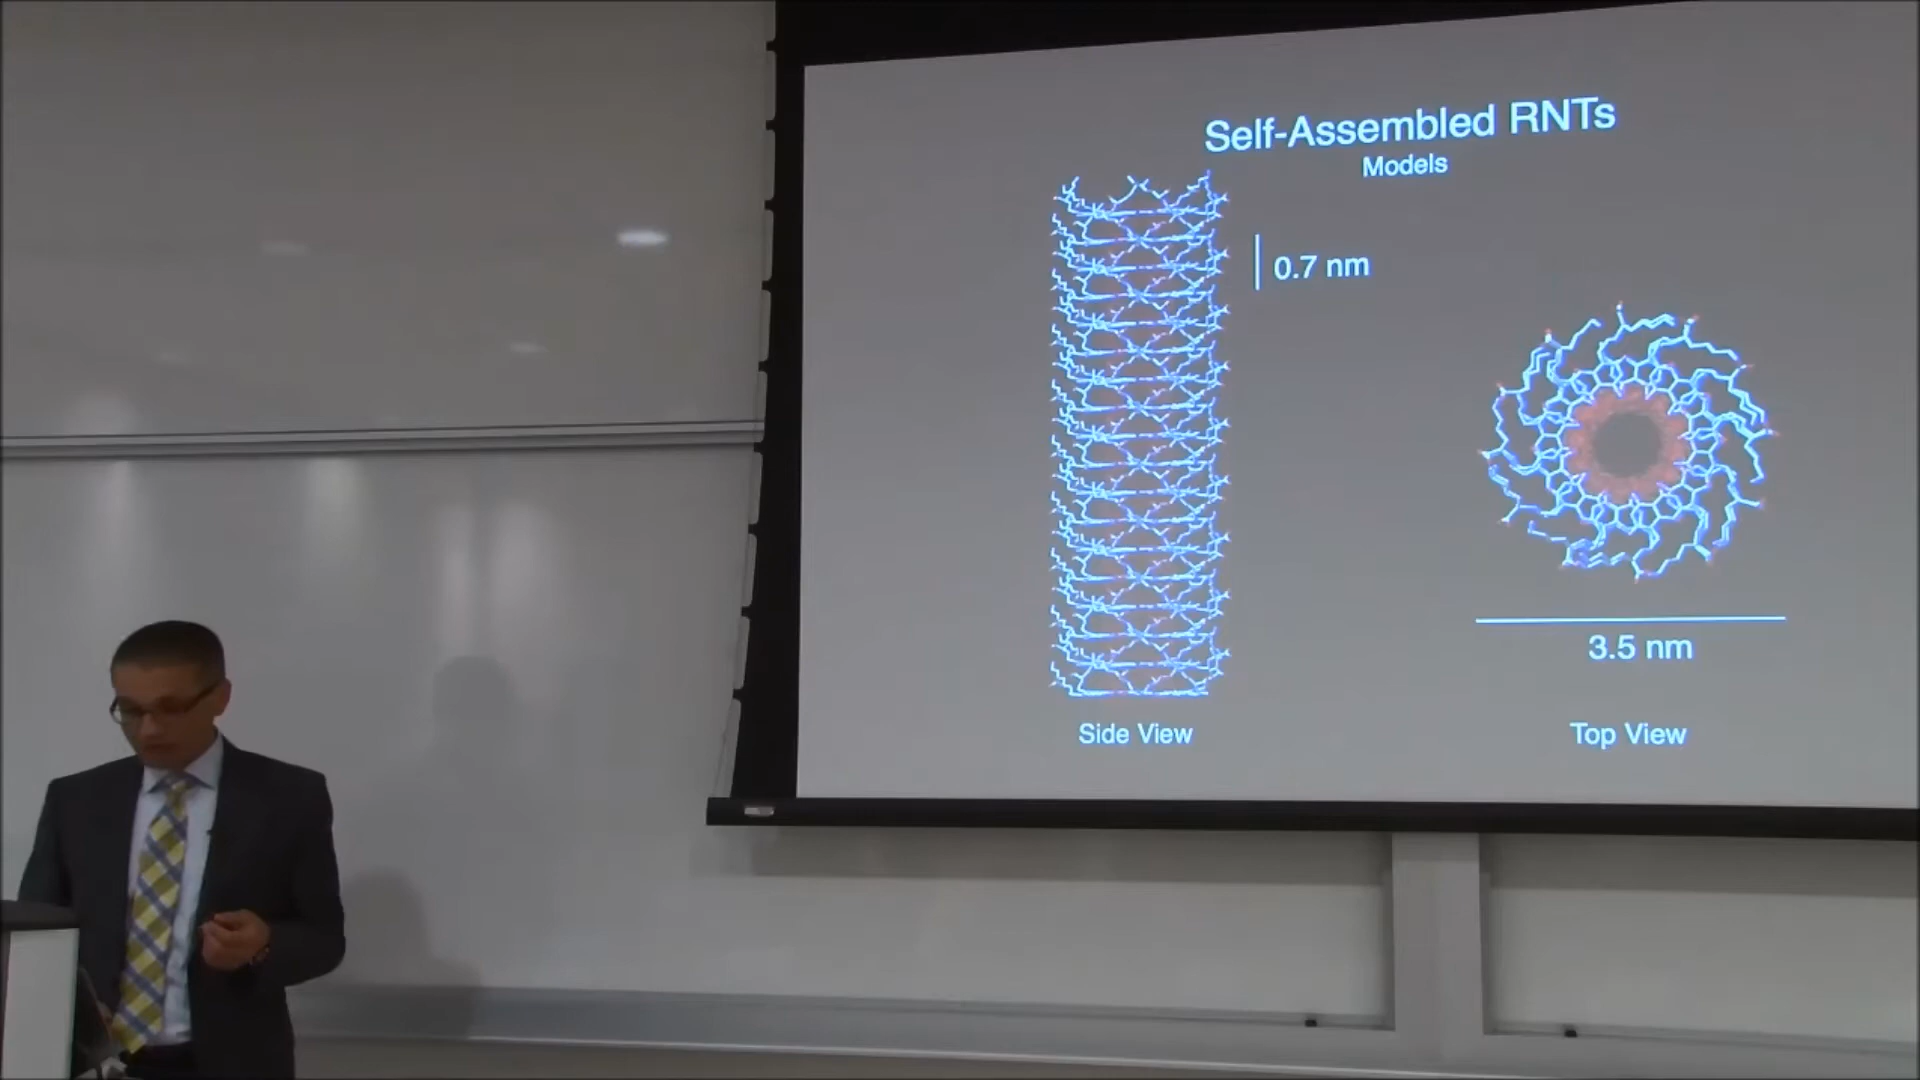 Self-Assembled RNTs
Models
0.7 nm
3.5 nm
Side View
Top View